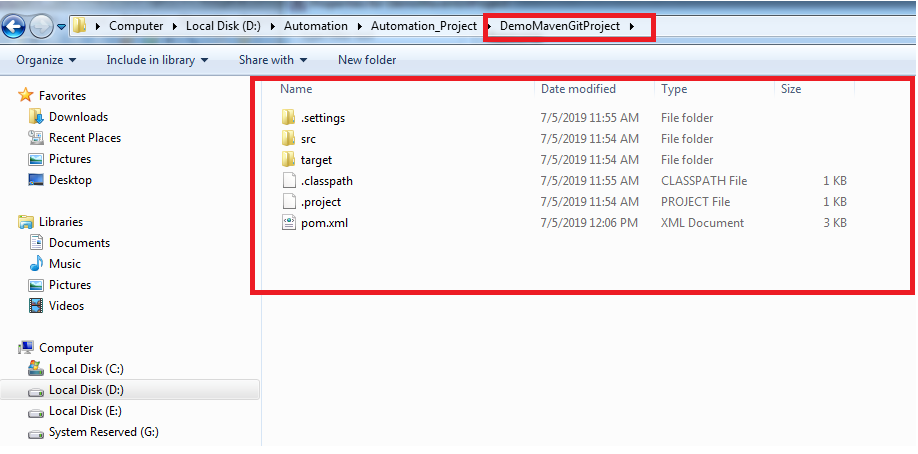 Computer Local Disk (D:) Automation Automation_Project DemoMavenGitProject
Organize Include in library Share with New folder
Favorites
Downloads
Recent Places
Pictures
Desktop
Libraries
Documents
Music
Pictures
Videos
Computer
Local Disk (C:)
Local Disk (D:)
Local Disk (E:)
System Reserved (G:)
Name Date modified Type Size
.settings 7/5/2019 11:55 AM File folder
src 7/5/2019 11:54 AM File folder
target 7/5/2019 11:54 AM File folder
.classpath 7/5/2019 11:55 AM CLASSPATH File 1 KB
.project 7/5/2019 11:54 AM PROJECT File 1 KB
pom.xml 7/5/2019 12:06 PM XML Document 3 KB